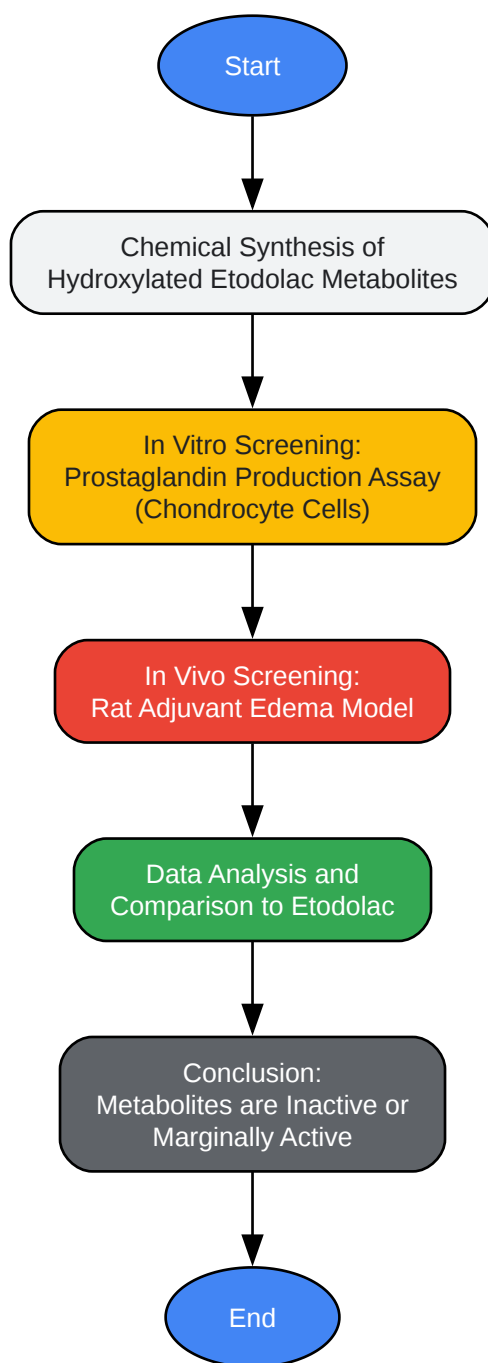 Start
Chemical Synthesis of
Hydroxylated Etodolac Metabolites
In Vitro Screening:
Prostaglandin Production Assay
(Chondrocyte Cells)
In Vivo Screening:
Rat Adjuvant Edema Model
Data Analysis and
Comparison to Etodolac
Conclusion:
Metabolites are Inactive or
Marginally Active
End